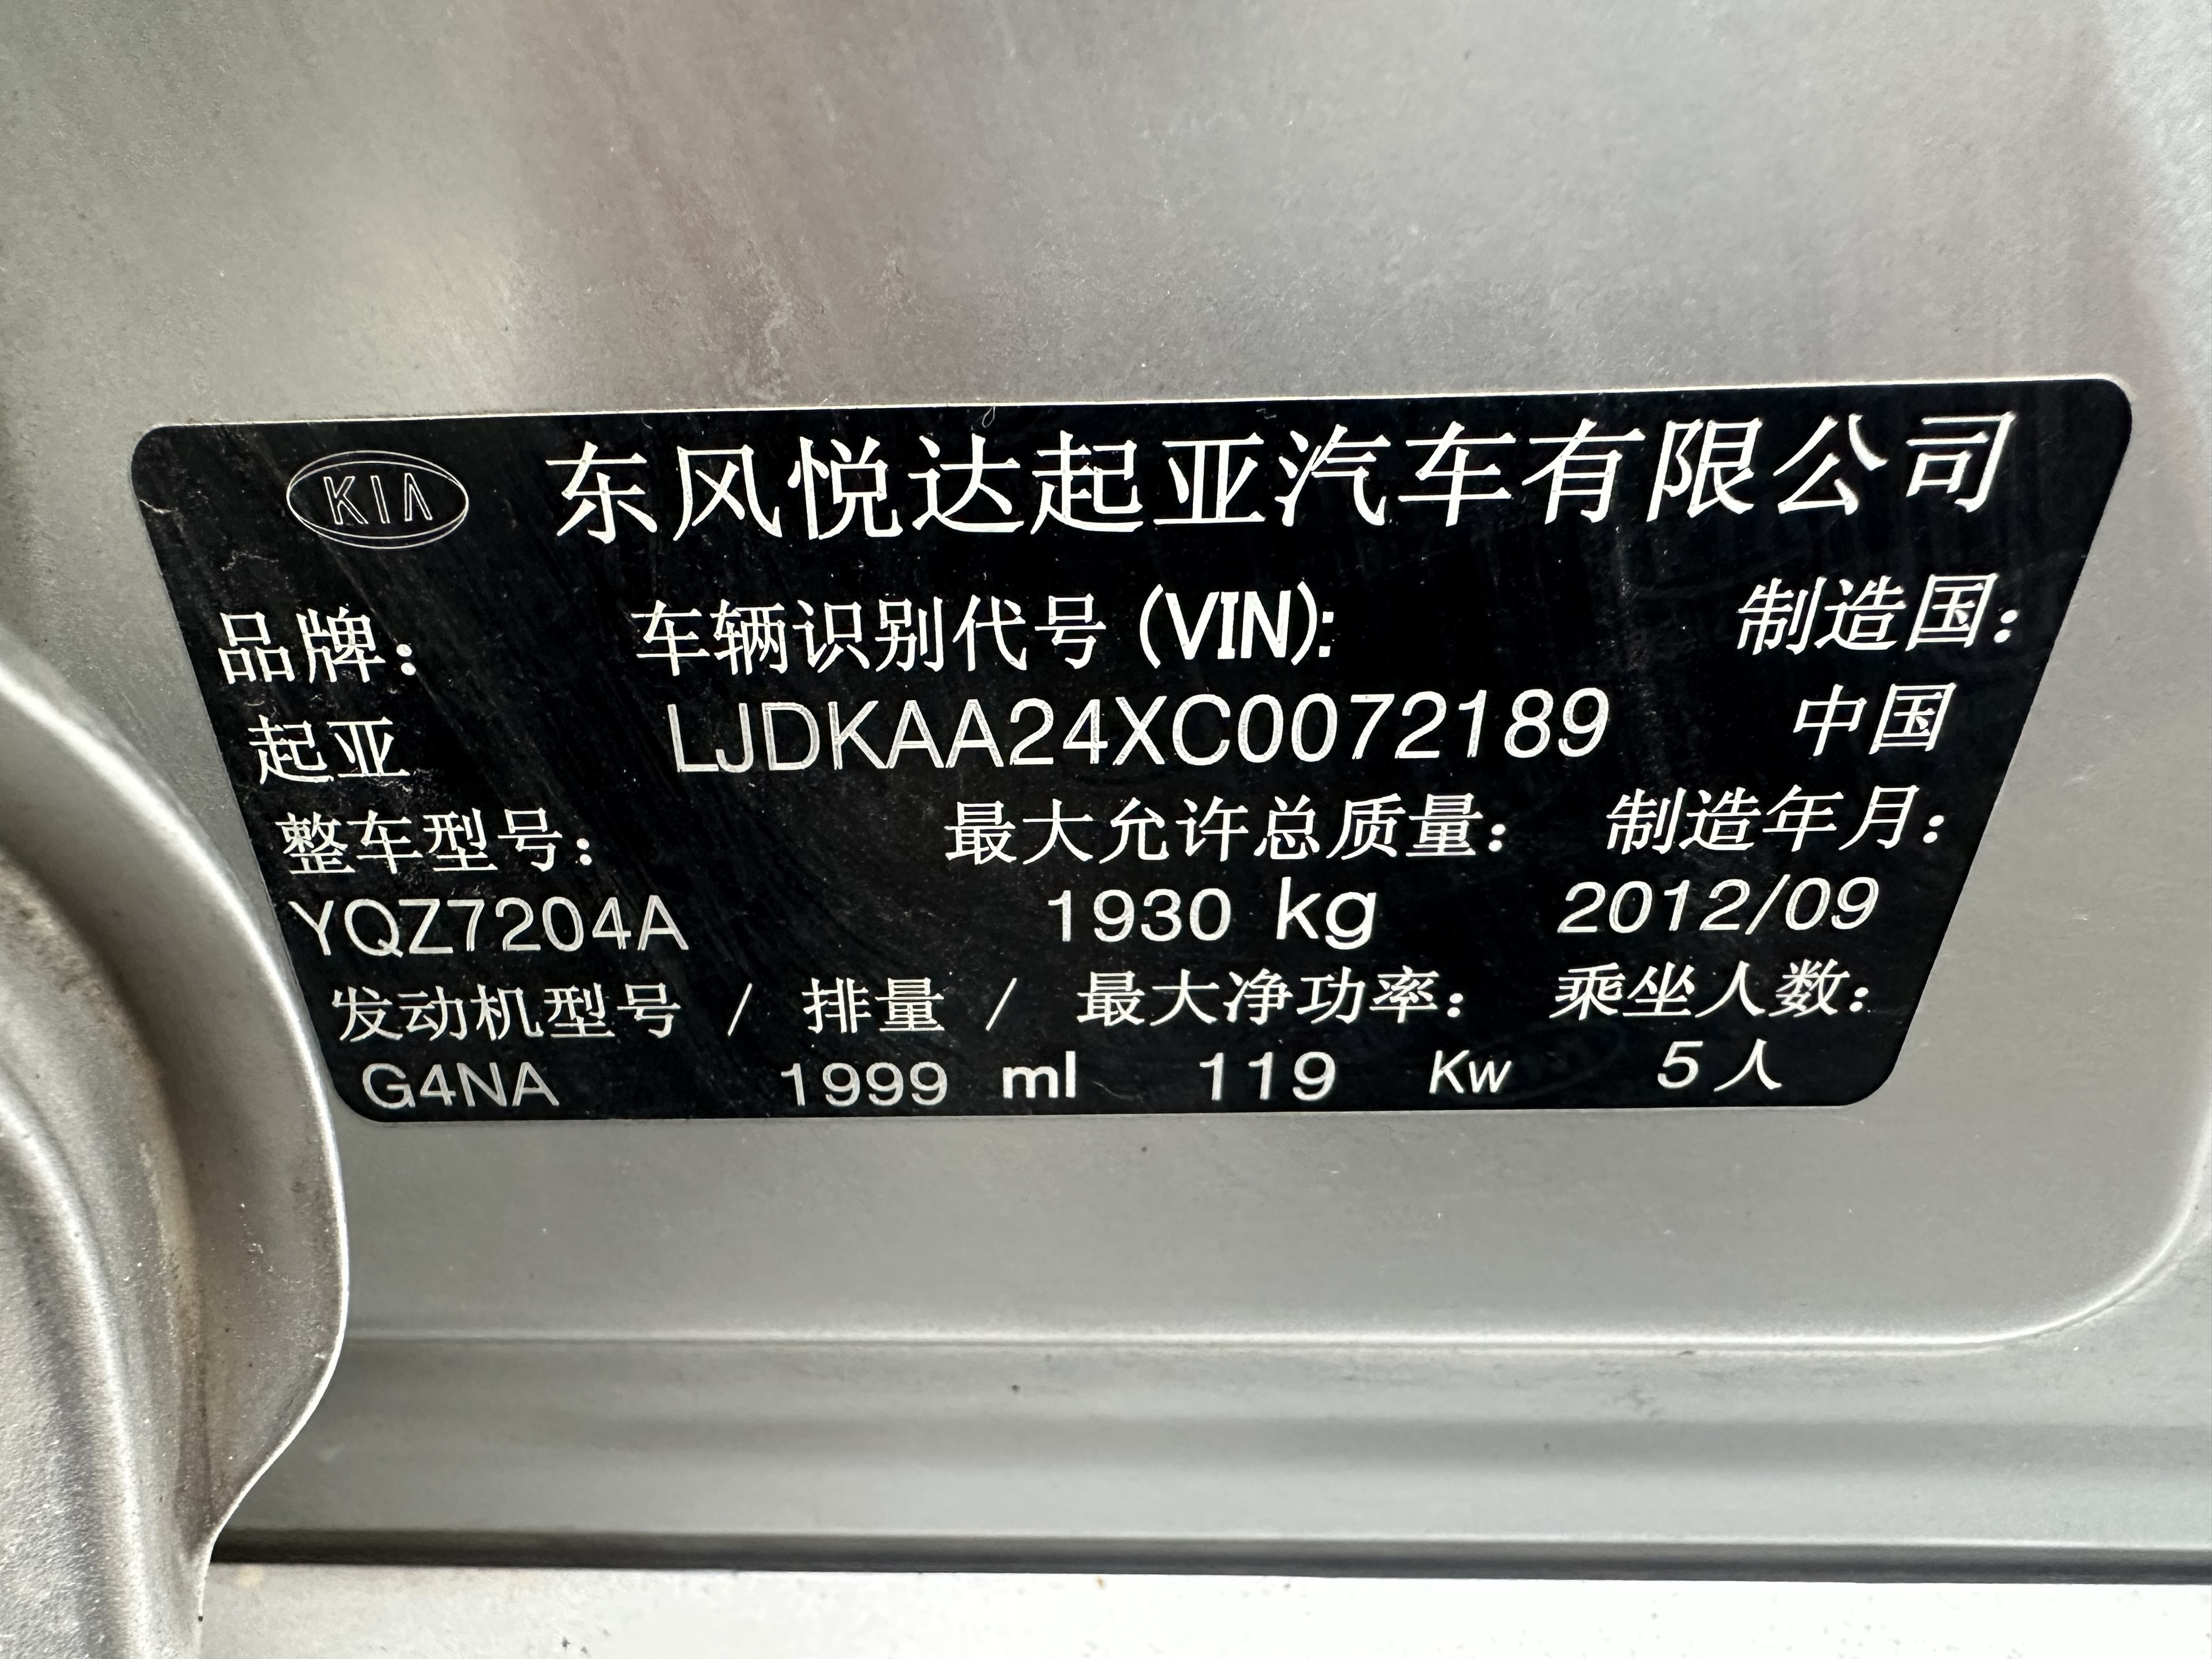 KIA 东风悦达起亚汽车有限公司
品牌： 车辆识别代号 (VIN): 制造国：
起亚 LJDKAA24XC0072189 中国
整车型号： 最大允许总质量： 制造年月：
YQZ7204A 1930 kg 2012/09
发动机型号 / 排量 / 最大净功率： 乘坐人数：
G4NA 1999 ml 119 Kw 5人